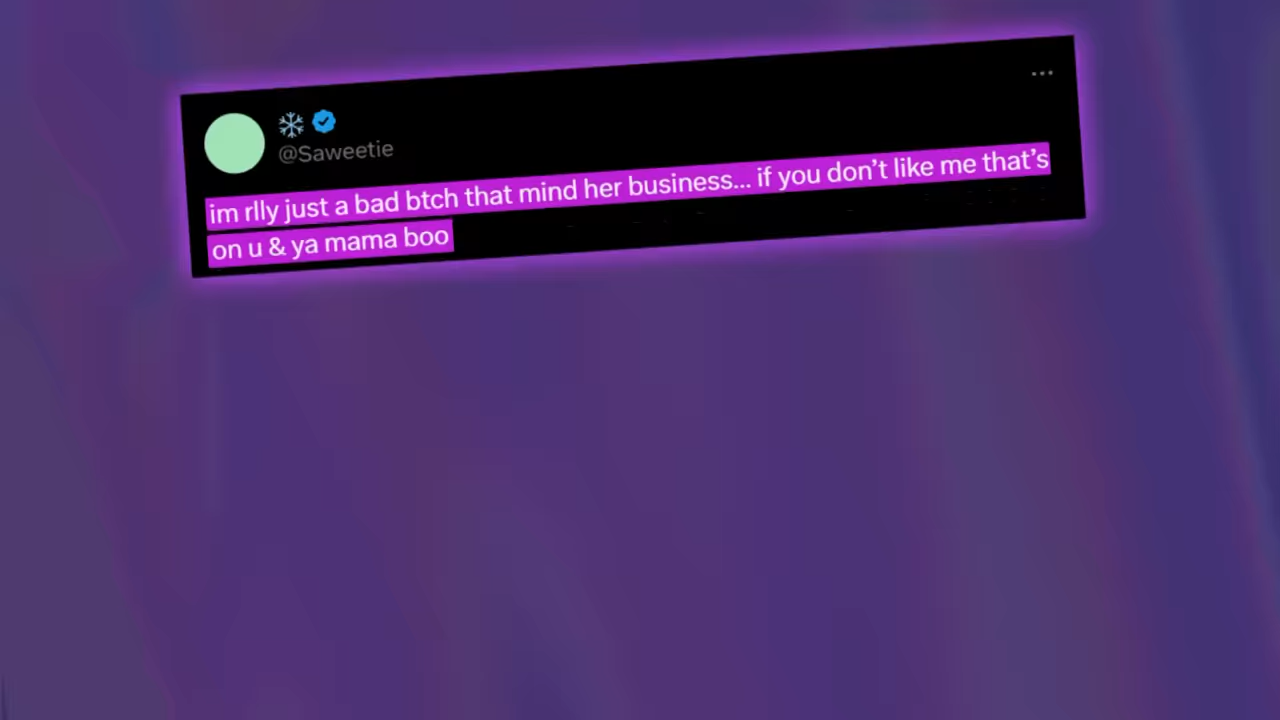 ❄️
@Saweetie
im rlly just a bad btch that mind her business... if you don’t like me that’s
on u & ya mama boo